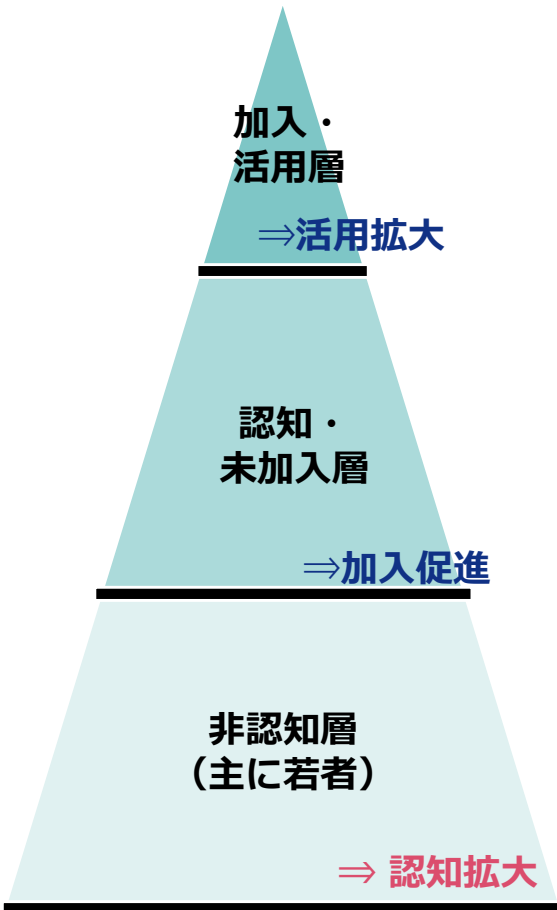 加入・
活用層
⇒活用拡大
認知・
未加入層
⇒加入促進
非認知層
（主に若者）
⇒ 認知拡大